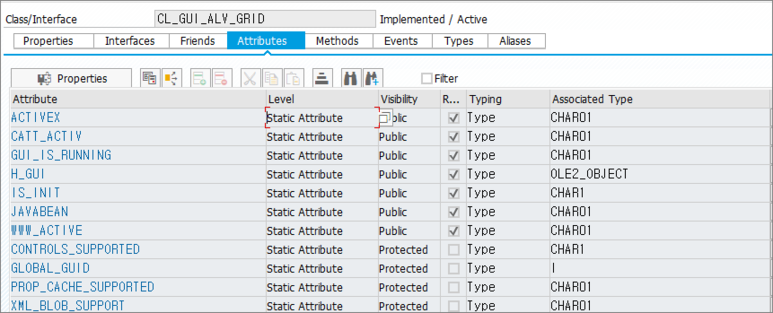 Class/Interface CL_GUI_ALV_GRID Implemented / Active
Properties Interfaces Friends Attributes Methods Events Types Aliases
Properties Filter
Attribute Level Visibility R... Typing Associated Type
ACTIVEX Static Attribute Type CHAR01
CATT_ACTIV Static Attribute Public Type CHAR01
GUI_IS_RUNNING Static Attribute Public Type CHAR01
H_GUI Static Attribute Public Type OLE2_OBJECT
IS_INIT Static Attribute Public Type CHAR1
JAVABEAN Static Attribute Public Type CHAR01
WWW_ACTIVE Static Attribute Public Type CHAR01
CONTROLS_SUPPORTED Static Attribute Protected Type CHAR1
GLOBAL_GUID Static Attribute Protected Type I
PROP_CACHE_SUPPORTED Static Attribute Protected Type CHAR01
XML_BLOB_SUPPORT Static Attribute Protected Type CHAR01